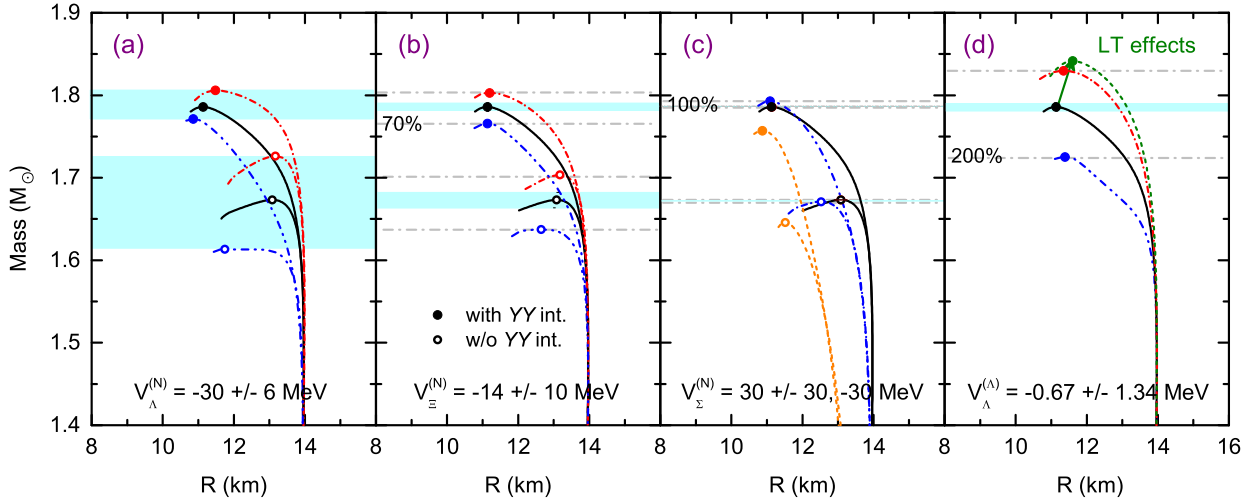 (a)
(b)
(c)
(d)
LT effects
1.9
1.8
1.7
1.6
1.5
1.4
Mass (M☉)
70%
100%
200%
with YY int.
w/o YY int.
V_Λ^(N) = -30 +/- 6 MeV
V_Ξ^(N) = -14 +/- 10 MeV
V_Σ^(N) = 30 +/- 30, -30 MeV
V_Λ^(Λ) = -0.67 +/- 1.34 MeV
8 10 12 14 8 10 12 14 8 10 12 14 8 10 12 14 16
R (km) R (km) R (km) R (km)